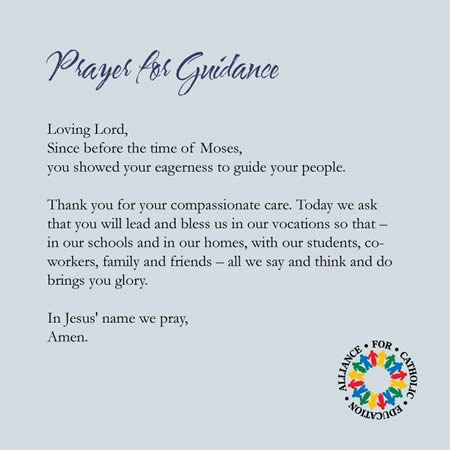 Prayer for Guidance
Loving Lord,
Since before the time of Moses,
you showed your eagerness to guide your people.
Thank you for your compassionate care. Today we ask
that you will lead and bless us in our vocations so that –
in our schools and in our homes, with our students, co-
workers, family and friends – all we say and think and do
brings you glory.
In Jesus' name we pray,
Amen.
ALLIANCE • FOR • CATHOLIC • EDUCATION •